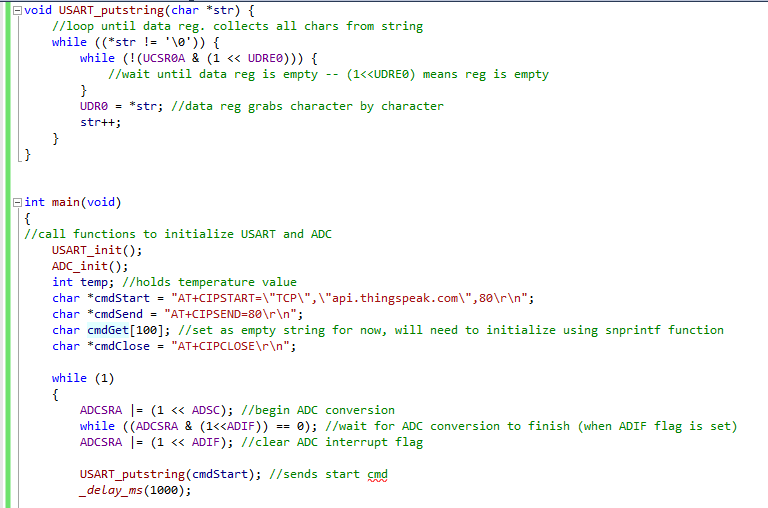 void USART_putstring(char *str) {
//loop until data reg. collects all chars from string
while ((*str != '\0')) {
while (!(UCSR0A & (1 << UDRE0))) {
//wait until data reg is empty -- (1<<UDRE0) means reg is empty
}
UDR0 = *str; //data reg grabs character by character
str++;
}
}
int main(void)
{
//call functions to initialize USART and ADC
USART_init();
ADC_init();
int temp; //holds temperature value
char *cmdStart = "AT+CIPSTART=\"TCP\",\"api.thingspeak.com\",80\r\n";
char *cmdSend = "AT+CIPSEND=80\r\n";
char cmdGet[100]; //set as empty string for now, will need to initialize using snprintf function
char *cmdClose = "AT+CIPCLOSE\r\n";
while (1)
{
ADCSRA |= (1 << ADSC); //begin ADC conversion
while ((ADCSRA & (1<<ADIF)) == 0); //wait for ADC conversion to finish (when ADIF flag is set)
ADCSRA |= (1 << ADIF); //clear ADC interrupt flag
USART_putstring(cmdStart); //sends start cmd
_delay_ms(1000);